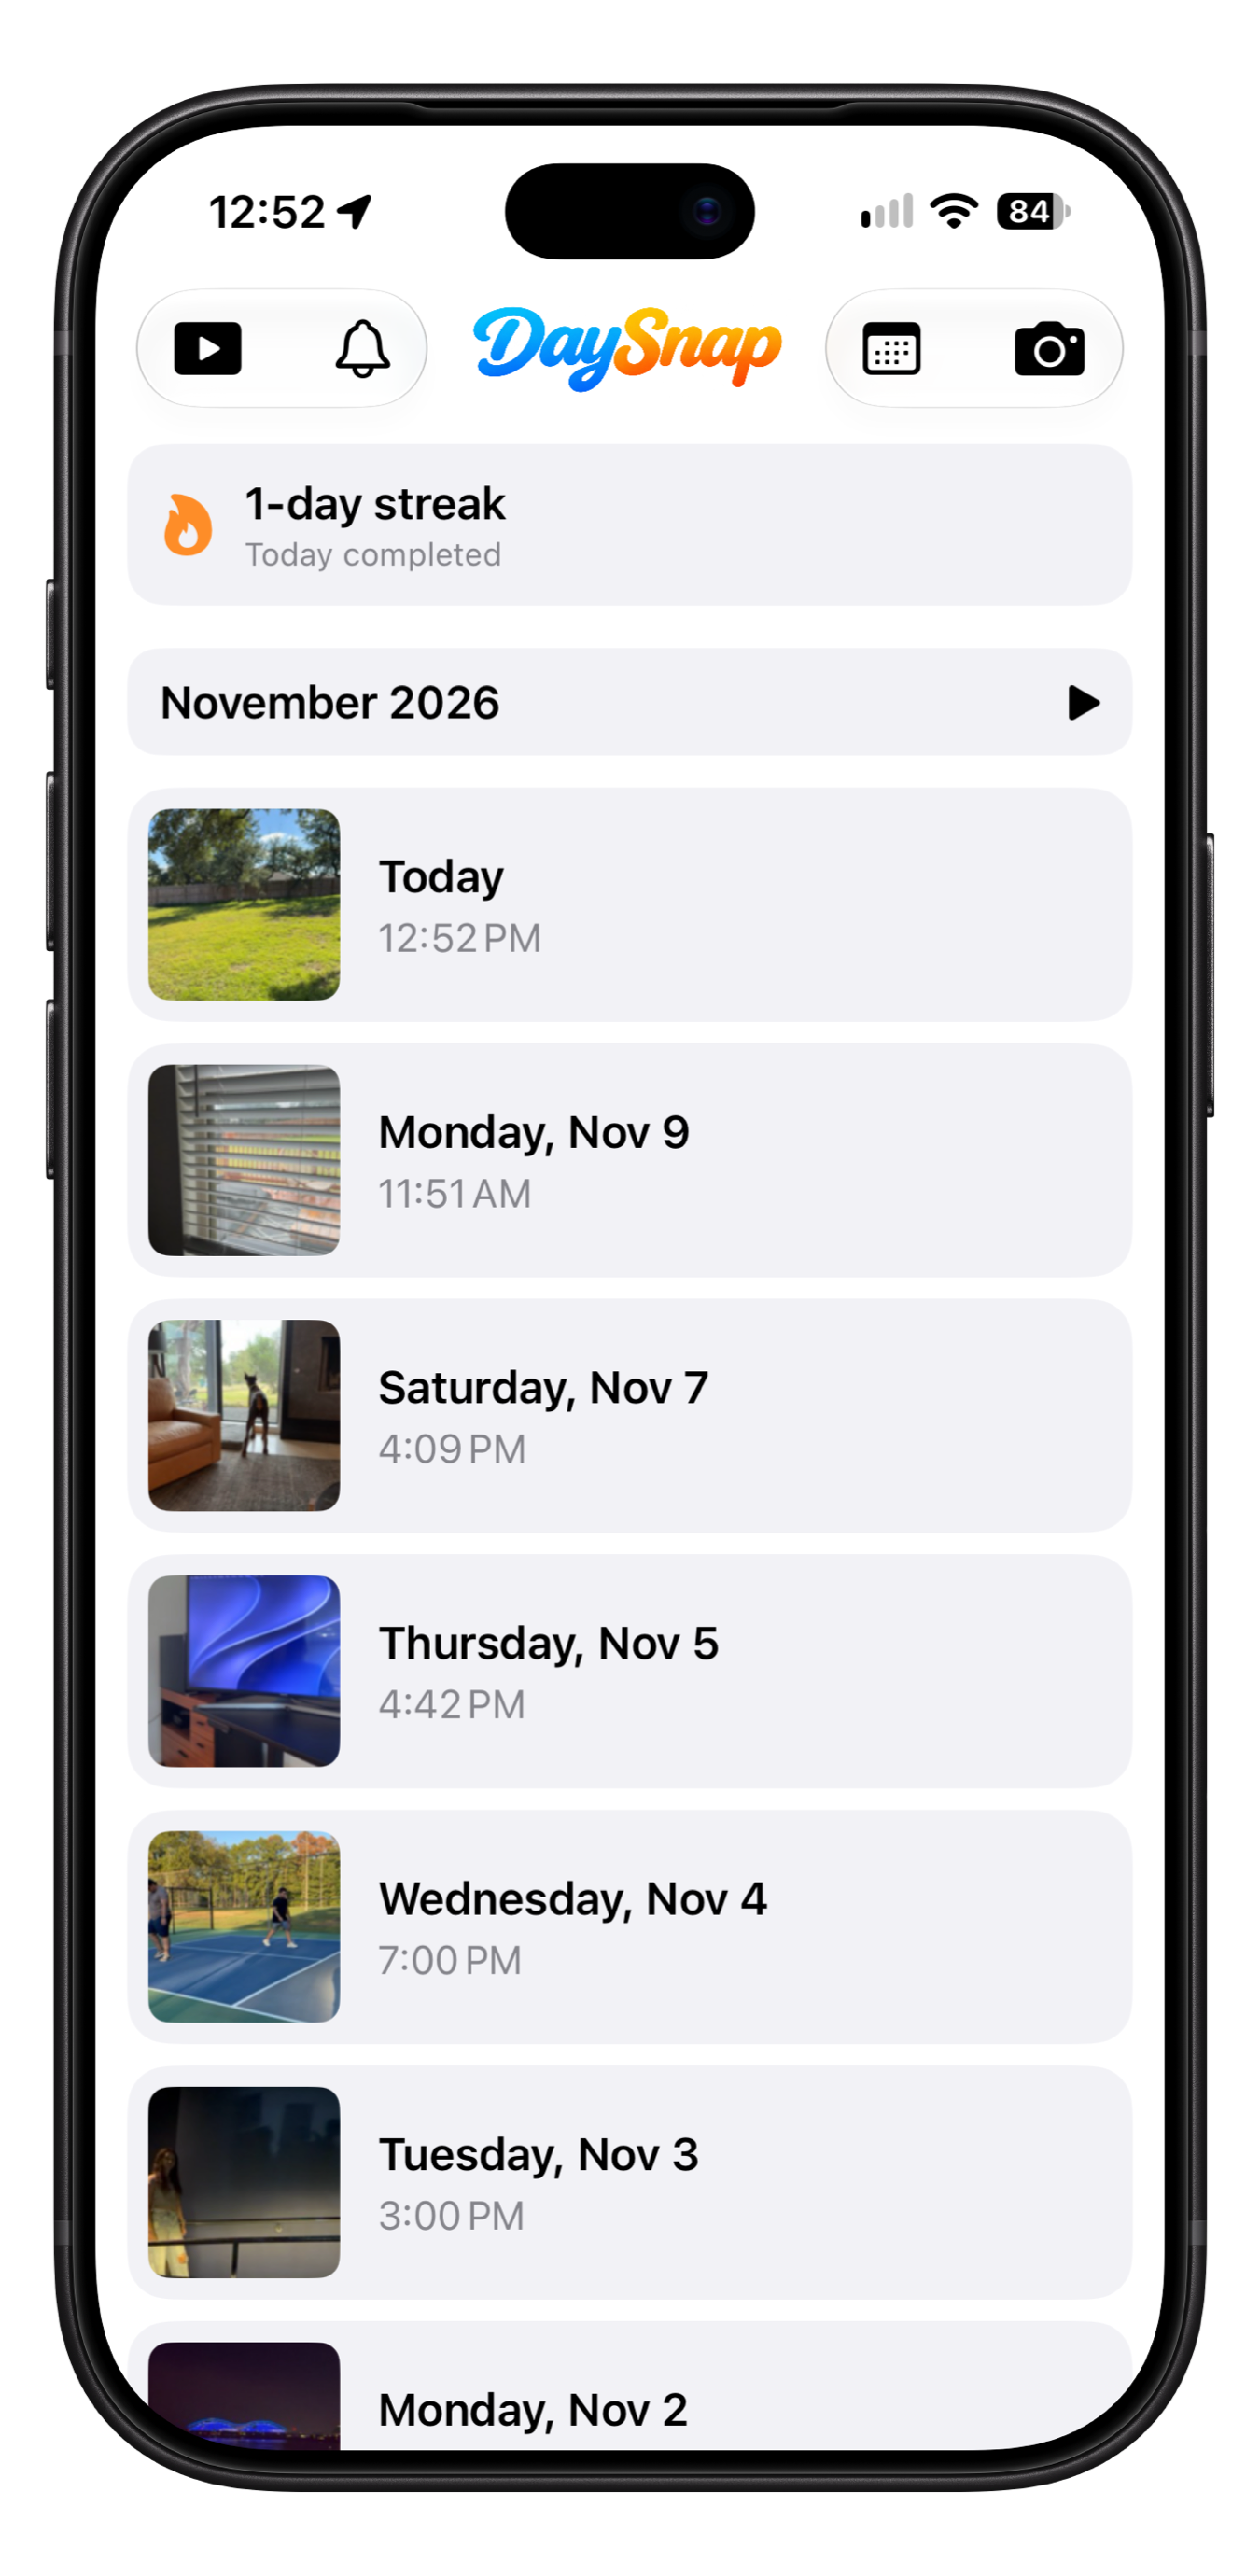 12:52
84
DaySnap
1-day streak
Today completed
November 2026
Today
12:52 PM
Monday, Nov 9
11:51 AM
Saturday, Nov 7
4:09 PM
Thursday, Nov 5
4:42 PM
Wednesday, Nov 4
7:00 PM
Tuesday, Nov 3
3:00 PM
Monday, Nov 2